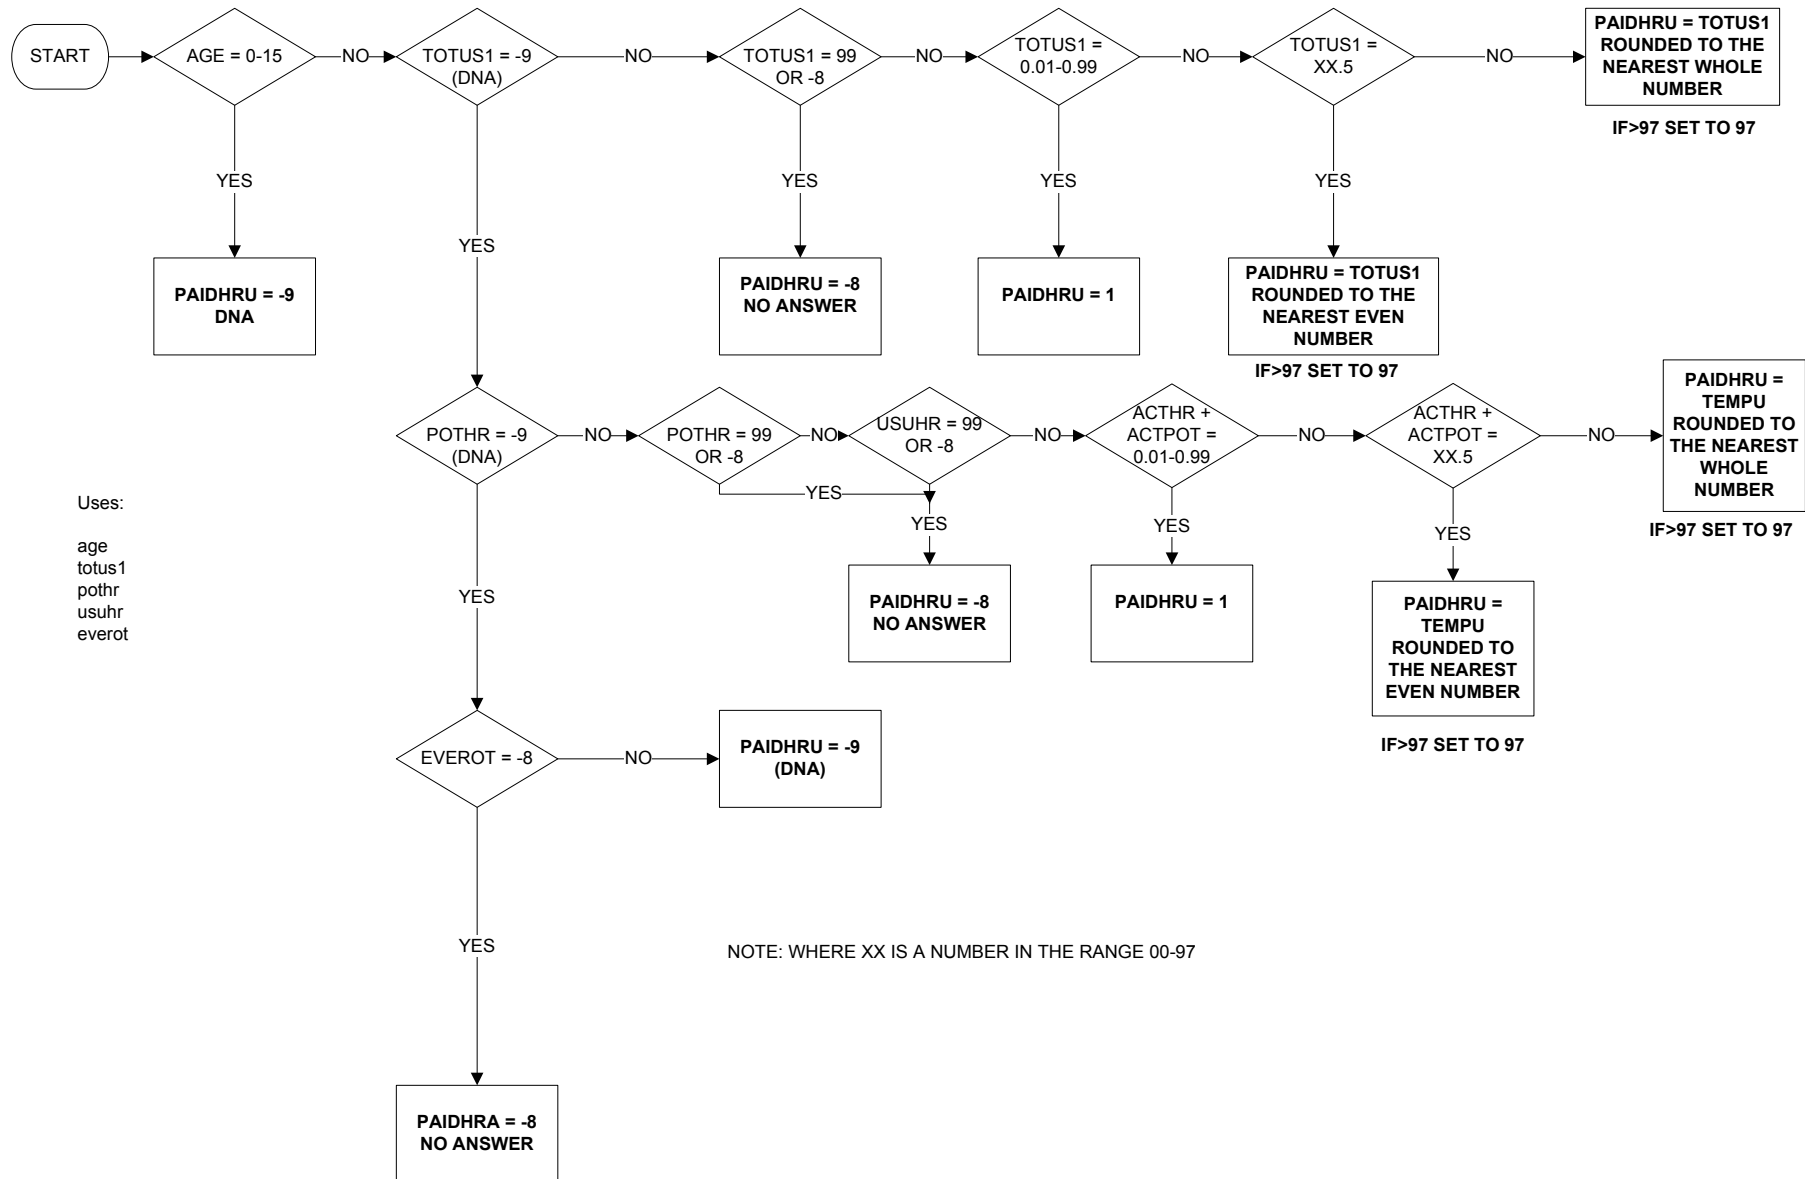 START
AGE = 0-15
NO
TOTUS1 = -9
(DNA)
NO
TOTUS1 = 99
OR -8
NO
TOTUS1 =
0.01-0.99
NO
TOTUS1 =
XX.5
NO
PAIDHRU = TOTUS1
ROUNDED TO THE
NEAREST WHOLE
NUMBER
IF>97 SET TO 97
YES
YES
YES
YES
YES
PAIDHRU = -9
DNA
PAIDHRU = -8
NO ANSWER
PAIDHRU = 1
PAIDHRU = TOTUS1
ROUNDED TO THE
NEAREST EVEN
NUMBER
IF>97 SET TO 97
POTHR = -9
(DNA)
NO
POTHR = 99
OR -8
NO
USUHR = 99
OR -8
NO
ACTHR +
ACTPOT =
0.01-0.99
NO
ACTHR +
ACTPOT =
XX.5
NO
PAIDHRU =
TEMPU
ROUNDED TO
THE NEAREST
WHOLE
NUMBER
IF>97 SET TO 97
YES
YES
YES
YES
YES
Uses:
age
totus1
pothr
usuhr
everot
PAIDHRU = -8
NO ANSWER
PAIDHRU = 1
PAIDHRU =
TEMPU
ROUNDED TO
THE NEAREST
EVEN NUMBER
IF>97 SET TO 97
EVEROT = -8
NO
PAIDHRU = -9
(DNA)
YES
NOTE: WHERE XX IS A NUMBER IN THE RANGE 00-97
PAIDHRA = -8
NO ANSWER